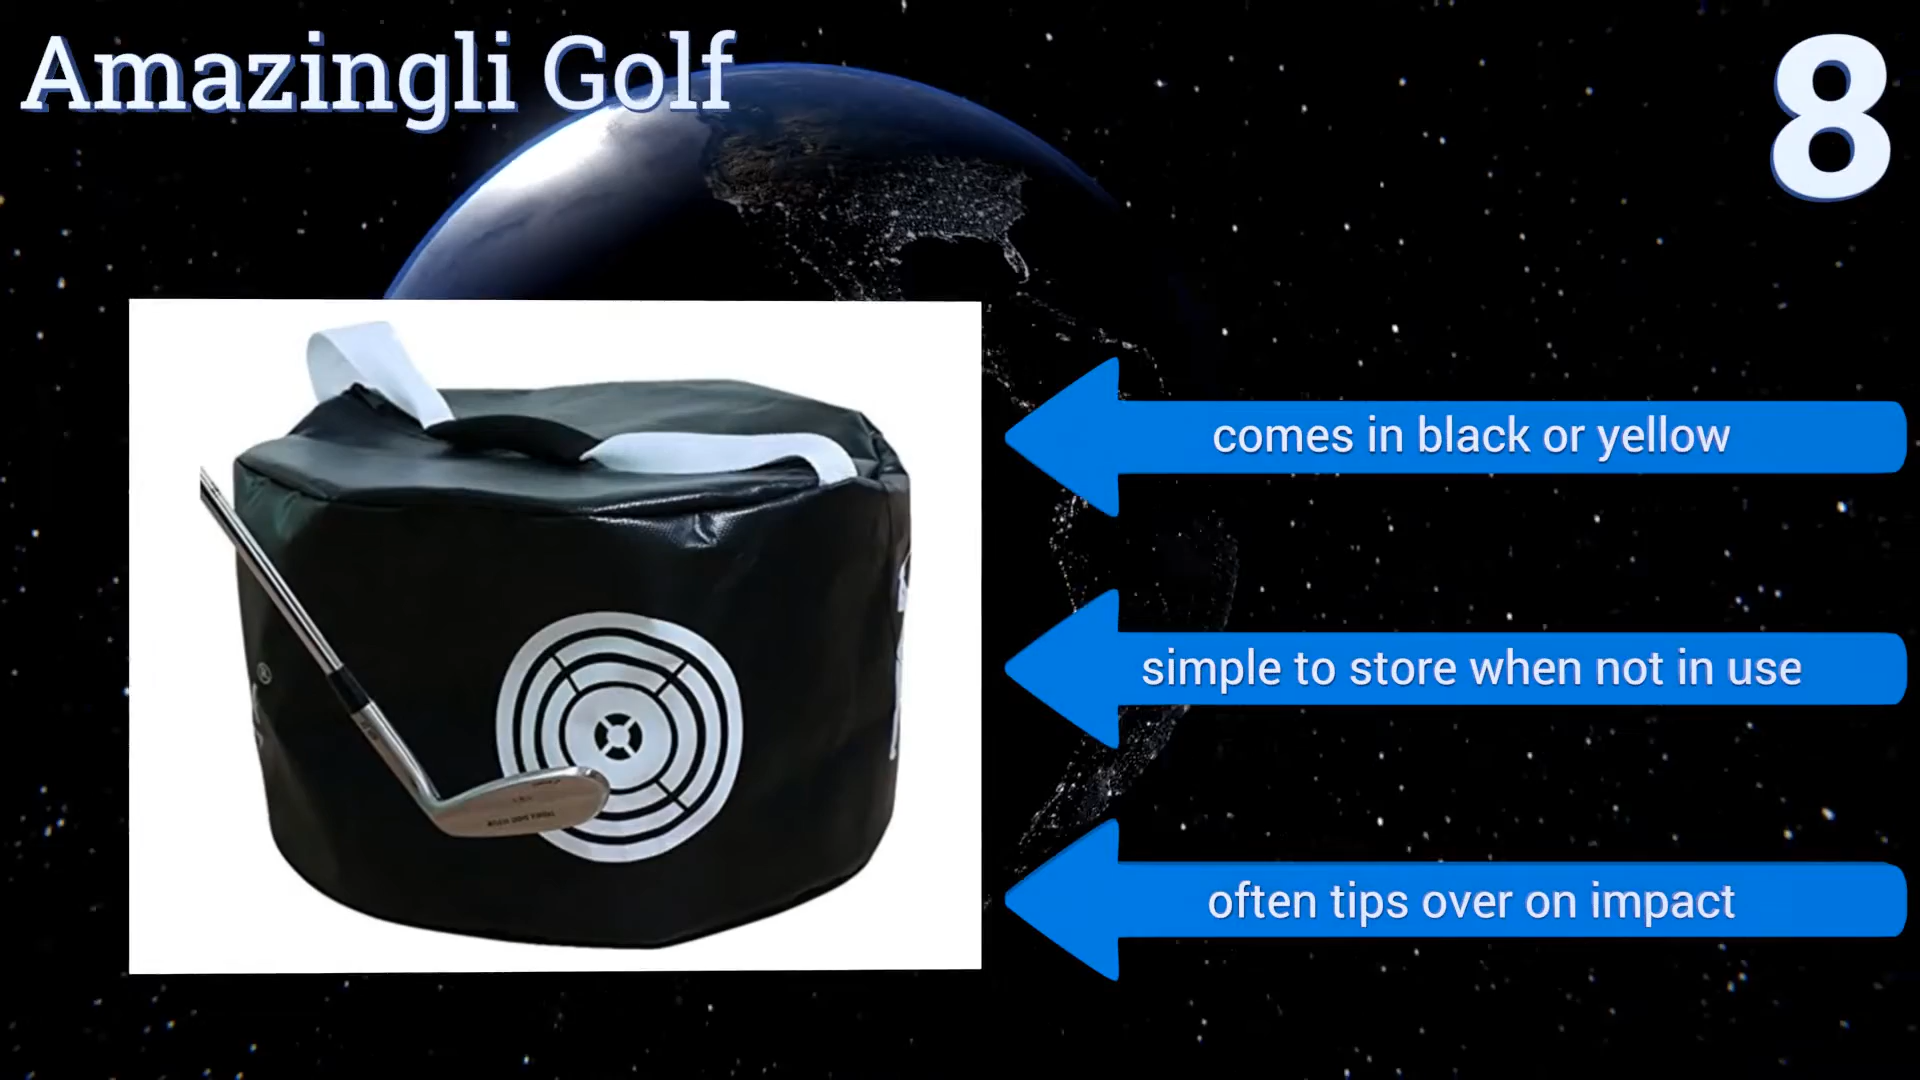 Amazingli Golf
8
comes in black or yellow
simple to store when not in use
often tips over on impact
®